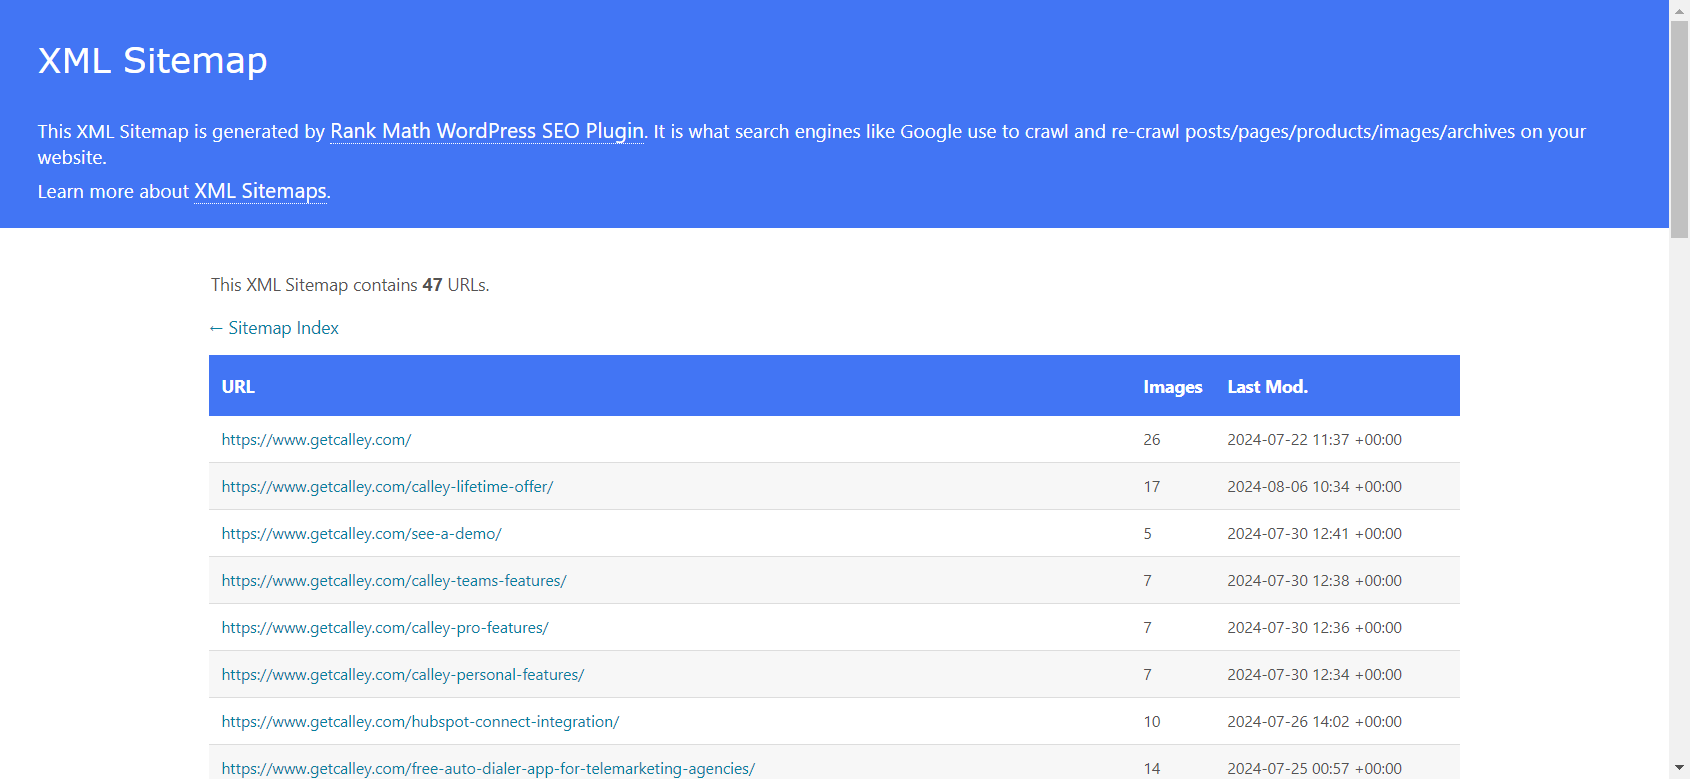 XML Sitemap
This XML Sitemap is generated by Rank Math WordPress SEO Plugin. It is what search engines like Google use to crawl and re-crawl posts/pages/products/images/archives on your
website.
Learn more about XML Sitemaps.
This XML Sitemap contains 47 URLs.
← Sitemap Index
URL Images Last Mod.
https://www.getcalley.com/ 26 2024-07-22 11:37 +00:00
https://www.getcalley.com/calley-lifetime-offer/ 17 2024-08-06 10:34 +00:00
https://www.getcalley.com/see-a-demo/ 5 2024-07-30 12:41 +00:00
https://www.getcalley.com/calley-teams-features/ 7 2024-07-30 12:38 +00:00
https://www.getcalley.com/calley-pro-features/ 7 2024-07-30 12:36 +00:00
https://www.getcalley.com/calley-personal-features/ 7 2024-07-30 12:34 +00:00
https://www.getcalley.com/hubspot-connect-integration/ 10 2024-07-26 14:02 +00:00
https://www.getcalley.com/free-auto-dialer-app-for-telemarketing-agencies/ 14 2024-07-25 00:57 +00:00